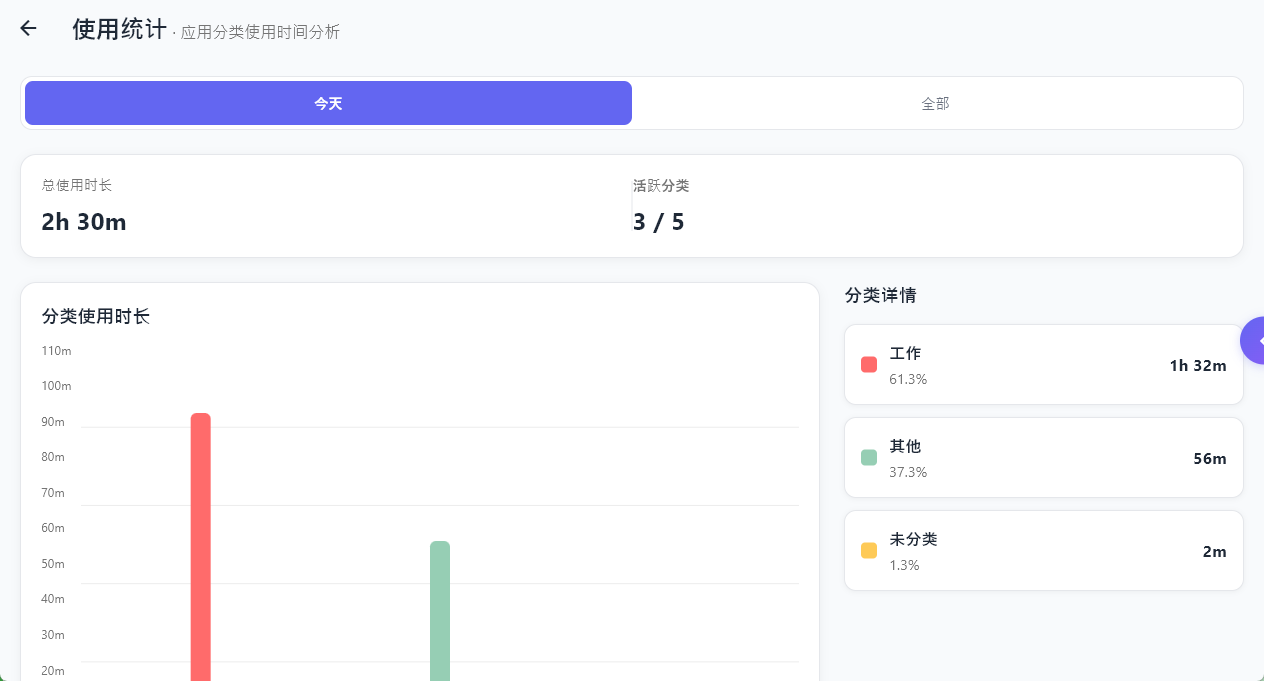 使用统计 · 应用分类使用时间分析
今天
全部
总使用时长
2h 30m
活跃分类
3 / 5
分类使用时长
110m
100m
90m
80m
70m
60m
50m
40m
30m
20m
分类详情
工作
61.3%
1h 32m
其他
37.3%
56m
未分类
1.3%
2m